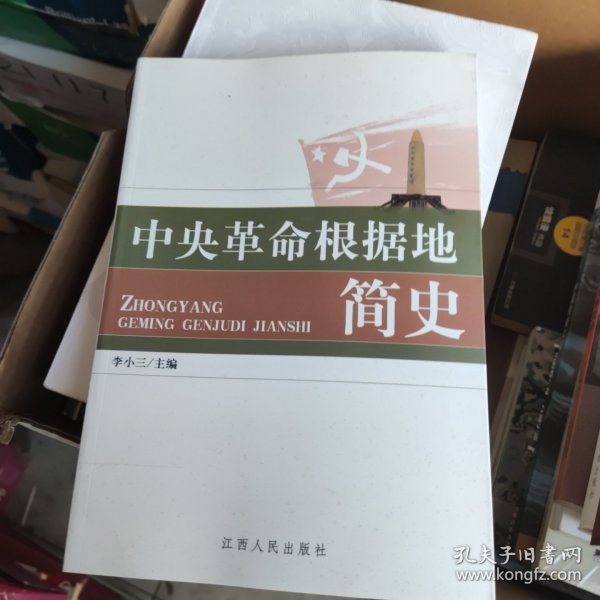 中央革命根据地
简史
ZHONGYANG
GEMING GENJUDI JIANSHI
李小三/主编
江西人民出版社
孔夫子旧书网
www.kongfz.com